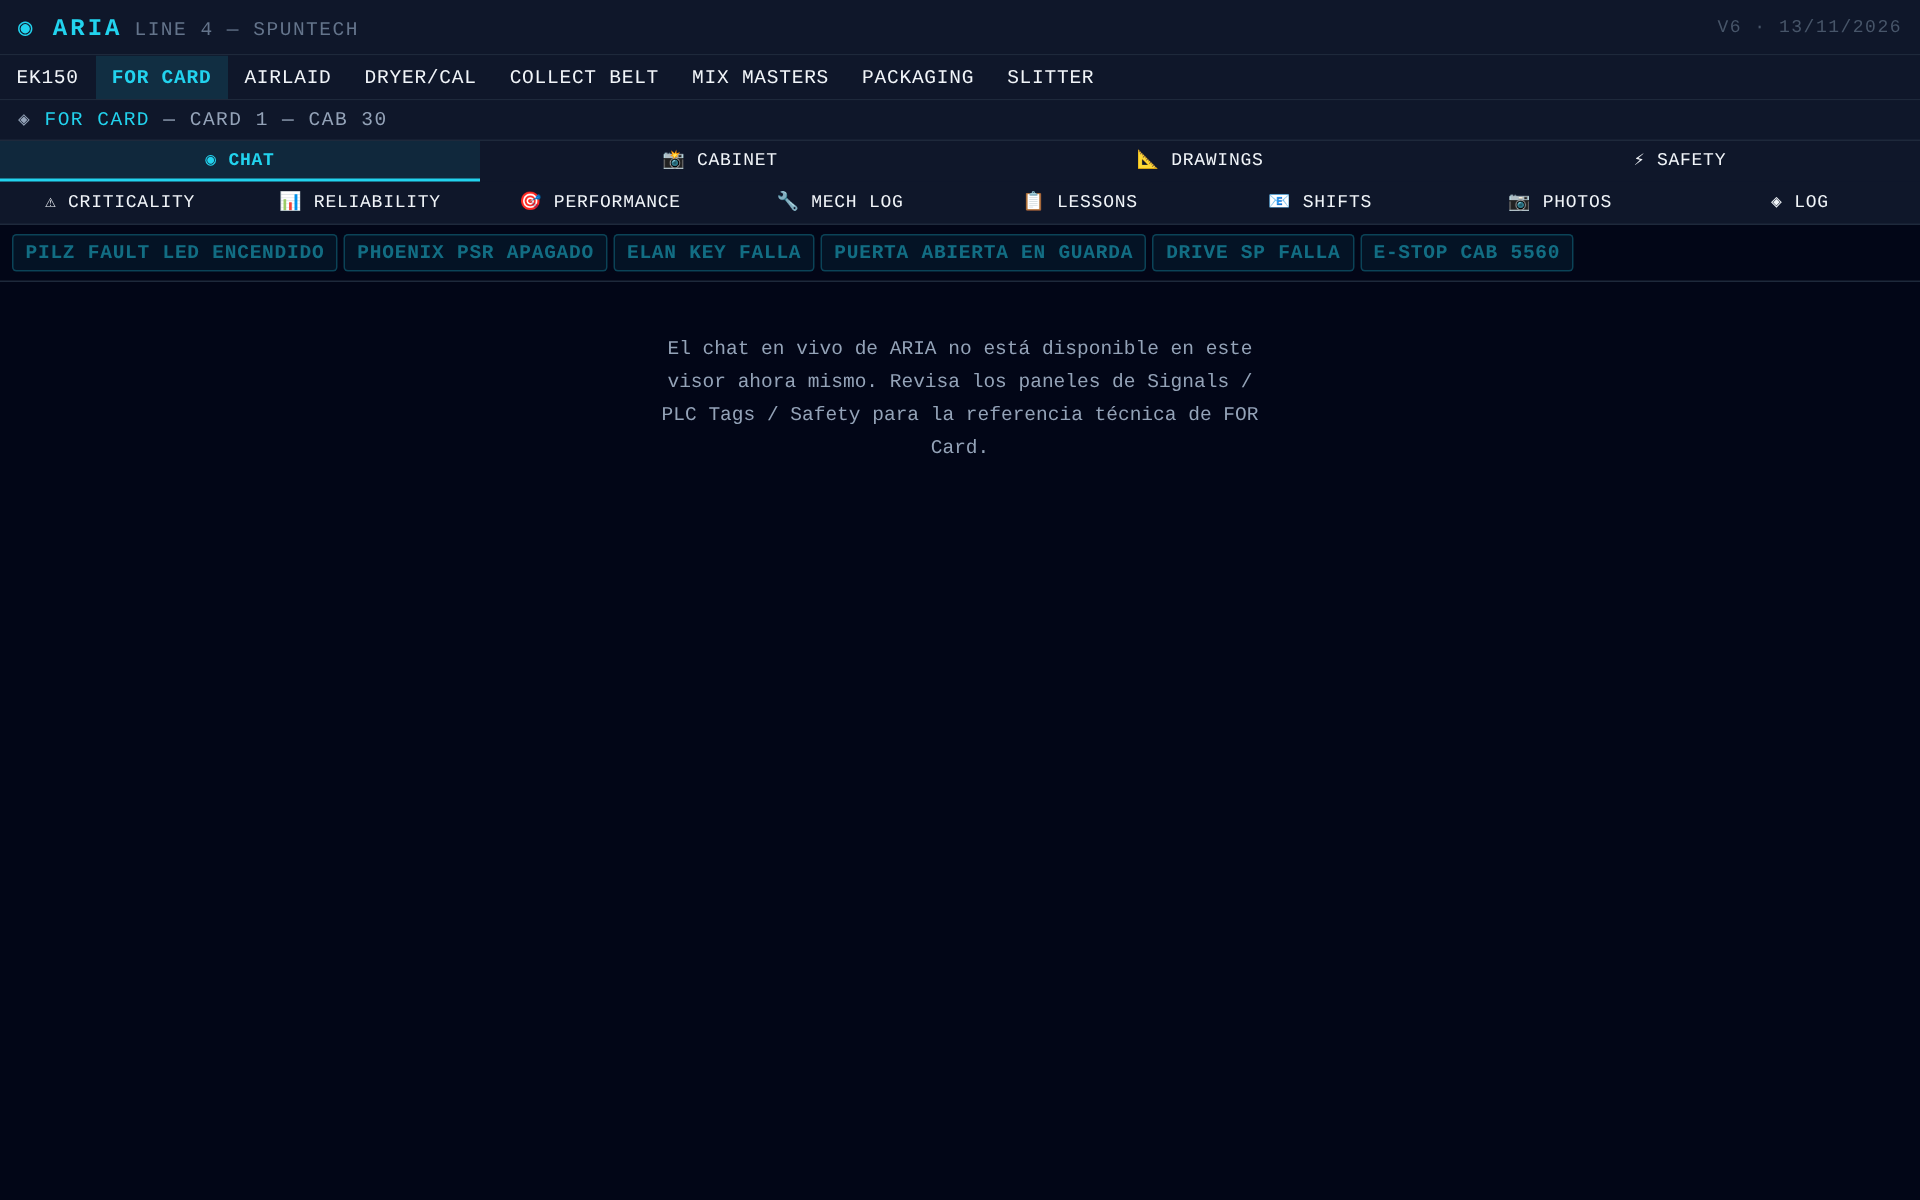 ◉ ARIA LINE 4 — SPUNTECH
V6 · 13/11/2026
EK150 FOR CARD AIRLAID DRYER/CAL COLLECT BELT MIX MASTERS PACKAGING SLITTER
◈ FOR CARD — CARD 1 — CAB 30
◉ CHAT 📸 CABINET 📐 DRAWINGS ⚡ SAFETY
⚠ CRITICALITY 📊 RELIABILITY 🎯 PERFORMANCE 🔧 MECH LOG 📋 LESSONS 📧 SHIFTS 📷 PHOTOS ◈ LOG
PILZ FAULT LED ENCENDIDO PHOENIX PSR APAGADO ELAN KEY FALLA PUERTA ABIERTA EN GUARDA DRIVE SP FALLA E-STOP CAB 5560
El chat en vivo de ARIA no está disponible en este
visor ahora mismo. Revisa los paneles de Signals /
PLC Tags / Safety para la referencia técnica de FOR
Card.